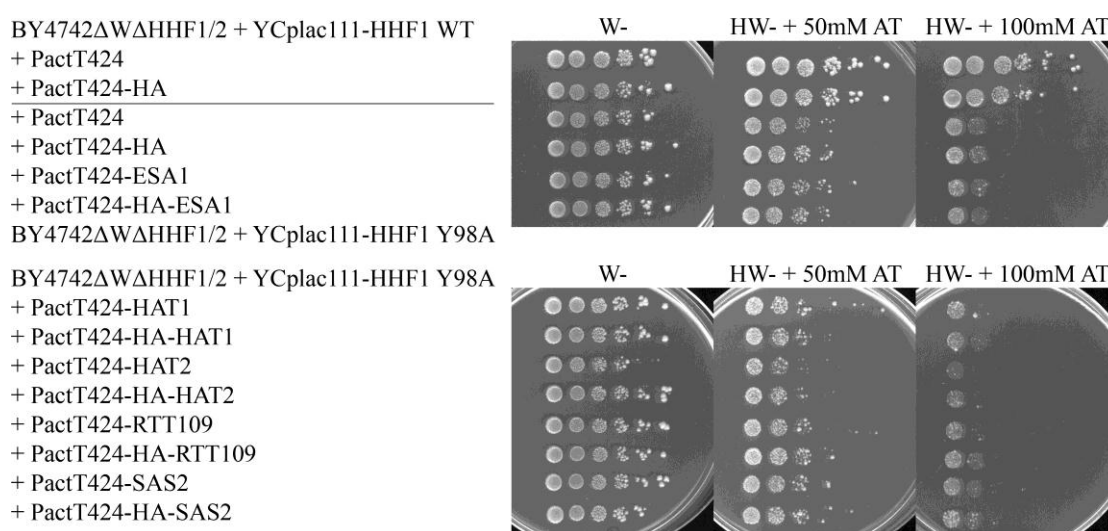 BY4742ΔWΔHHF1/2 + YCplac111-HHF1 WT
+ PactT424
+ PactT424-HA
+ PactT424
+ PactT424-HA
+ PactT424-ESA1
+ PactT424-HA-ESA1
BY4742ΔWΔHHF1/2 + YCplac111-HHF1 Y98A
W-
HW- + 50mM AT
HW- + 100mM AT
BY4742ΔWΔHHF1/2 + YCplac111-HHF1 Y98A
+ PactT424-HAT1
+ PactT424-HA-HAT1
+ PactT424-HAT2
+ PactT424-HA-HAT2
+ PactT424-RTT109
+ PactT424-HA-RTT109
+ PactT424-SAS2
+ PactT424-HA-SAS2
W-
HW- + 50mM AT
HW- + 100mM AT